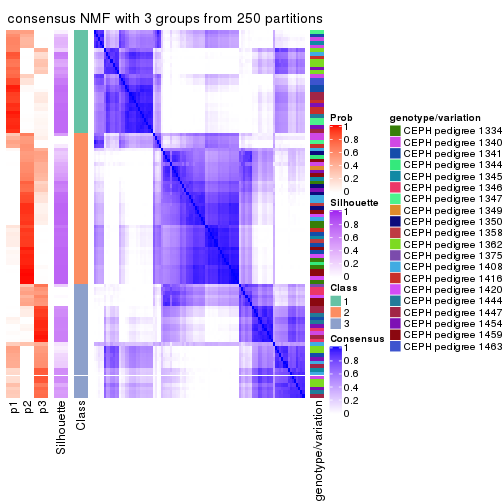 consensus NMF with 3 groups from 250 partitions
p1
p2
p3
Silhouette
Class
genotype/variation
Prob
1
0.8
0.6
0.4
0.2
0
Silhouette
1
0.8
0.6
0.4
0.2
0
Class
1
2
3
Consensus
1
0.8
0.6
0.4
0.2
0
genotype/variation
CEPH pedigree 1334
CEPH pedigree 1340
CEPH pedigree 1341
CEPH pedigree 1344
CEPH pedigree 1345
CEPH pedigree 1346
CEPH pedigree 1347
CEPH pedigree 1349
CEPH pedigree 1350
CEPH pedigree 1358
CEPH pedigree 1362
CEPH pedigree 1375
CEPH pedigree 1408
CEPH pedigree 1416
CEPH pedigree 1420
CEPH pedigree 1444
CEPH pedigree 1447
CEPH pedigree 1454
CEPH pedigree 1459
CEPH pedigree 1463